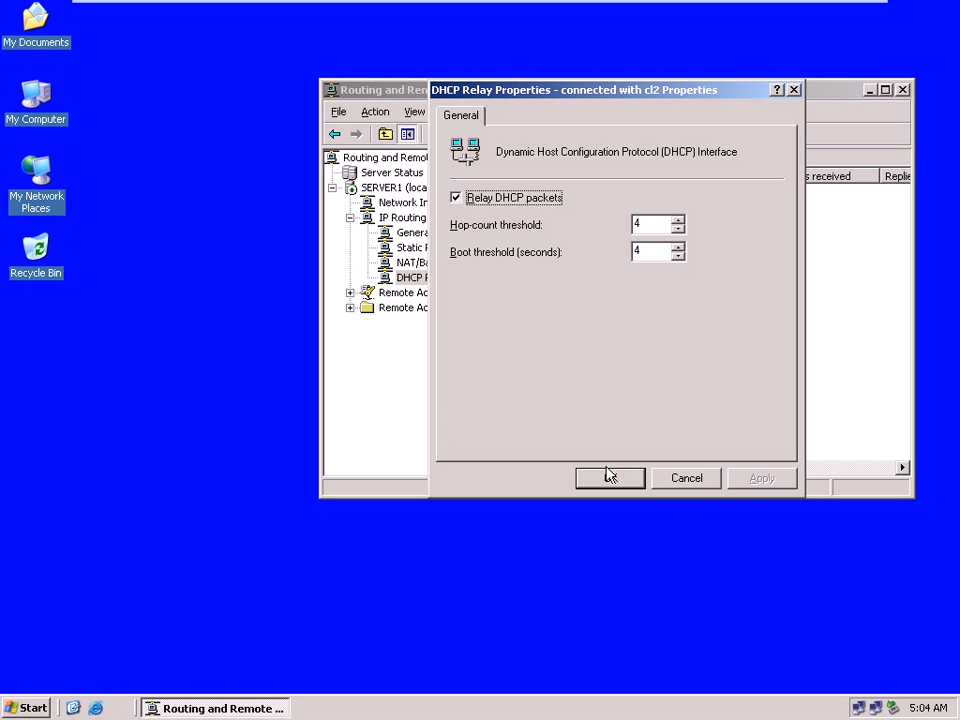 My Documents
My Computer
My Network
Places
Recycle Bin
Routing and Ren
DHCP Relay Properties - connected with cl2 Properties
File Action View
General
Dynamic Host Configuration Protocol (DHCP) Interface
Routing and Remot
Server Status
SERVER1 (loca
Network In
IP Routing
Genera
Static R
NAT/Ba
DHCP R
Remote Ac
Remote Ac
s received
Replie
Relay DHCP packets
Hop-count threshold:
4
Boot threshold (seconds):
4
Cancel
Apply
Start
Routing and Remote ...
5:04 AM